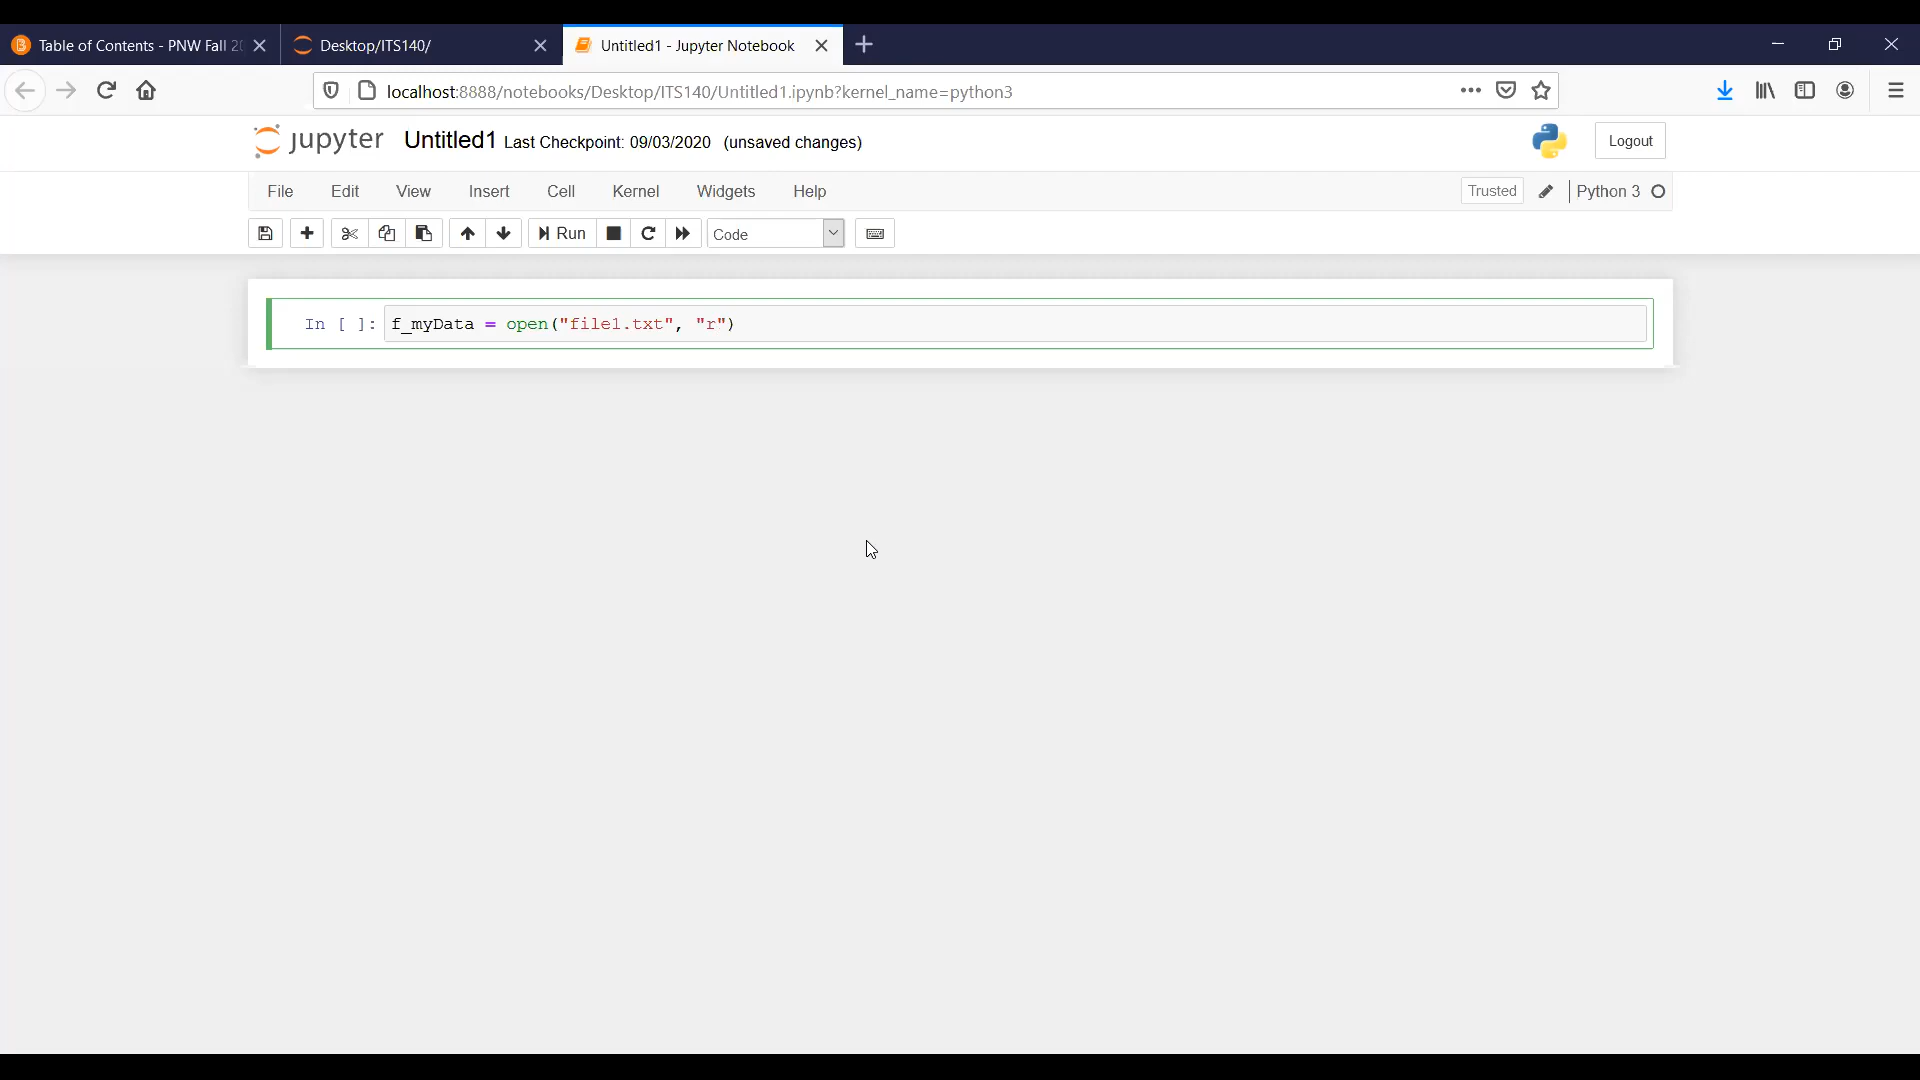 Table of Contents - PNW Fall 20
Desktop/ITS140/
Untitled1 - Jupyter Notebook
localhost:8888/notebooks/Desktop/ITS140/Untitled1.ipynb?kernel_name=python3
jupyter Untitled1 Last Checkpoint: 09/03/2020 (unsaved changes)
Logout
File Edit View Insert Cell Kernel Widgets Help
Trusted
Python 3
Run
Code
In [ ]: f_myData = open("file1.txt", "r")